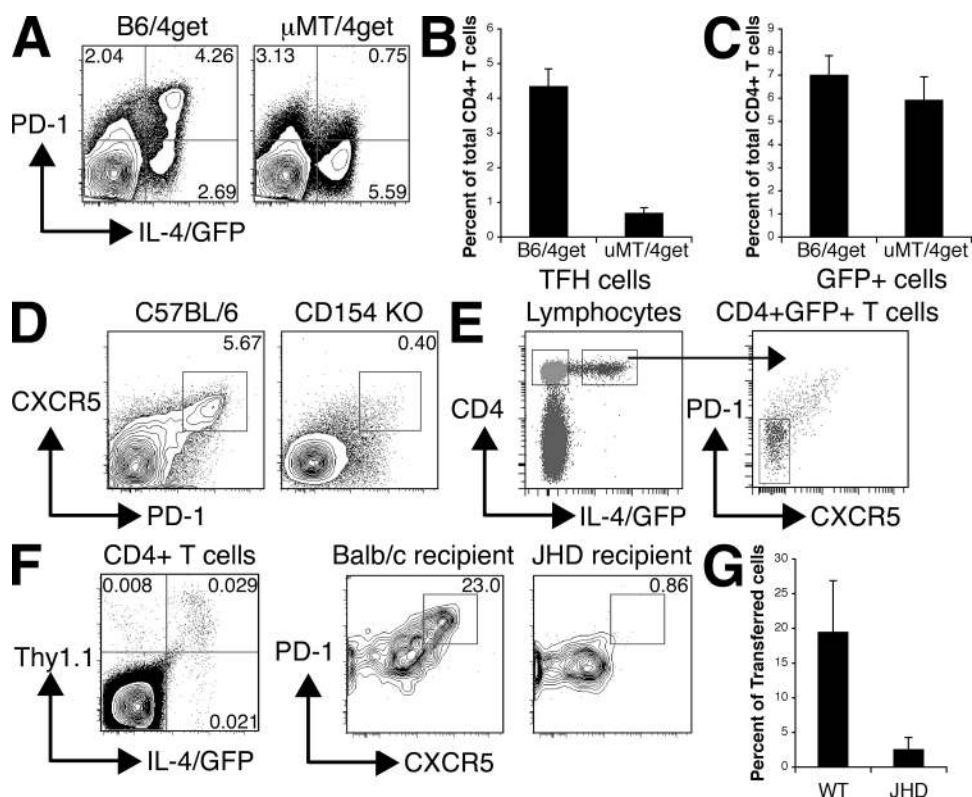 A
B6/4get
μMT/4get
2.04
4.26
3.13
0.75
PD-1
2.69
5.59
IL-4/GFP
B
Percent of total CD4+ T cells
6
5
4
3
2
1
0
B6/4get
uMT/4get
TFH cells
C
Percent of total CD4+ T cells
9
8
7
6
5
4
3
2
1
0
B6/4get
uMT/4get
GFP+ cells
D
C57BL/6
CD154 KO
5.67
0.40
CXCR5
PD-1
E
Lymphocytes
CD4+GFP+ T cells
CD4
IL-4/GFP
PD-1
CXCR5
F
CD4+ T cells
0.008
0.029
Thy1.1
0.021
IL-4/GFP
Balb/c recipient
JHD recipient
23.0
0.86
PD-1
CXCR5
G
Percent of Transferred cells
30
25
20
15
10
5
0
WT
JHD